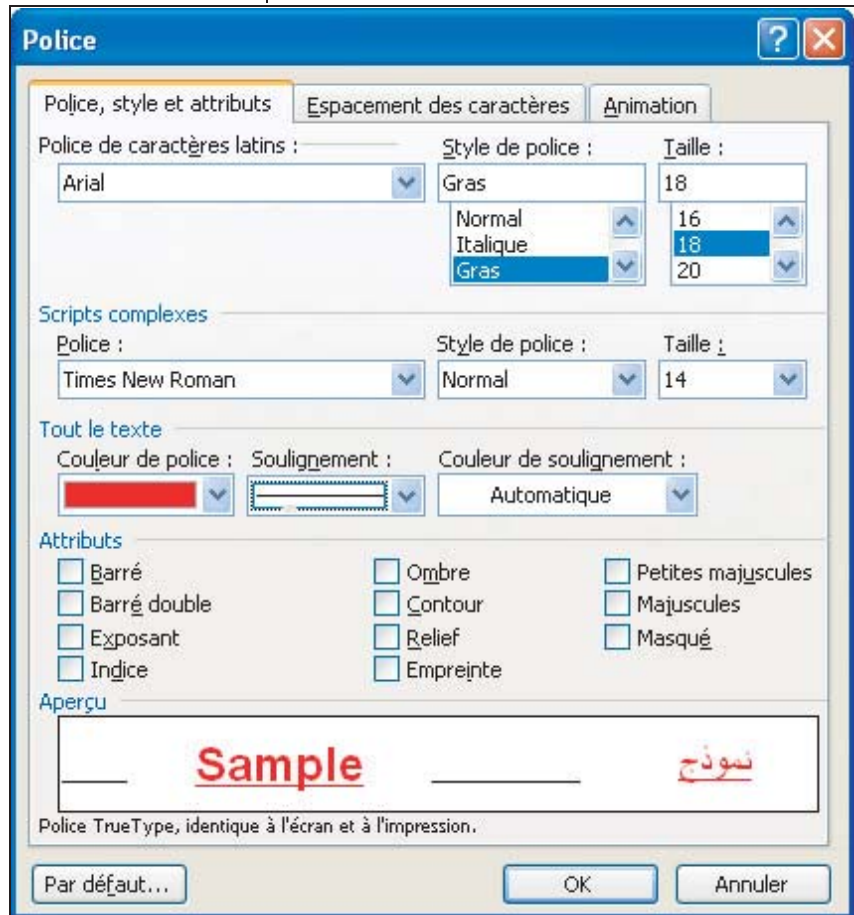 Police
Police, style et attributs Espacement des caractères Animation
Police de caractères latins : Style de police : Taille :
Arial Gras 18
Normal 16
Italique 18
Gras 20
Scripts complexes
Police : Style de police : Taille :
Times New Roman Normal 14
Tout le texte
Couleur de police : Soulignement : Couleur de soulignement :
Automatique
Attributs
Barré Ombre Petites majuscules
Barré double Contour Majuscules
Exposant Relief Masqué
Indice Empreinte
Aperçu
Sample نموذج
Police TrueType, identique à l'écran et à l'impression.
Par défaut... OK Annuler